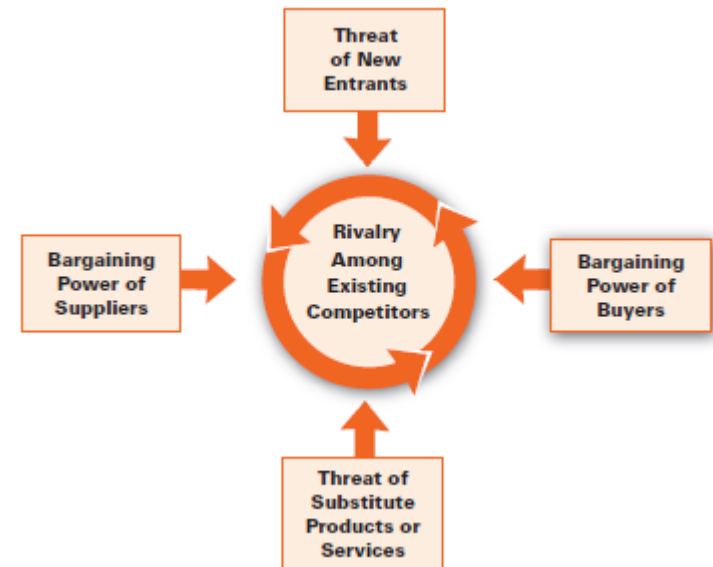 Threat
of New
Entrants
Rivalry
Among
Existing
Competitors
Bargaining
Power of
Suppliers
Bargaining
Power of
Buyers
Threat of
Substitute
Products or
Services